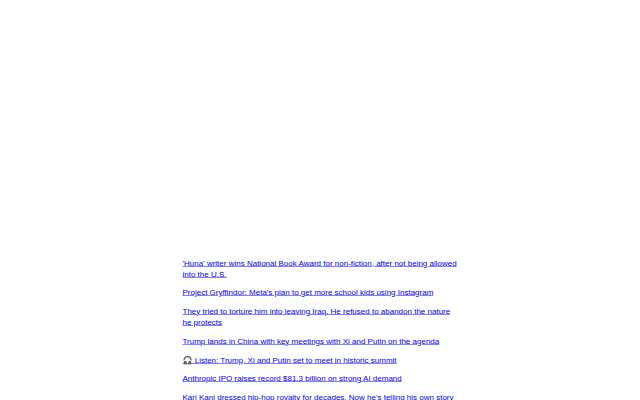 'Huna' writer wins National Book Award for non-fiction, after not being allowed
into the U.S.
Project Gryffindor: Meta's plan to get more school kids using Instagram
They tried to torture him into leaving Iraq. He refused to abandon the nature
he protects
Trump lands in China with key meetings with Xi and Putin on the agenda
🎧 Listen: Trump, Xi and Putin set to meet in historic summit
Anthropic IPO raises record $81.3 billion on strong AI demand
Karl Kani dressed hip-hop royalty for decades. Now he's telling his own story